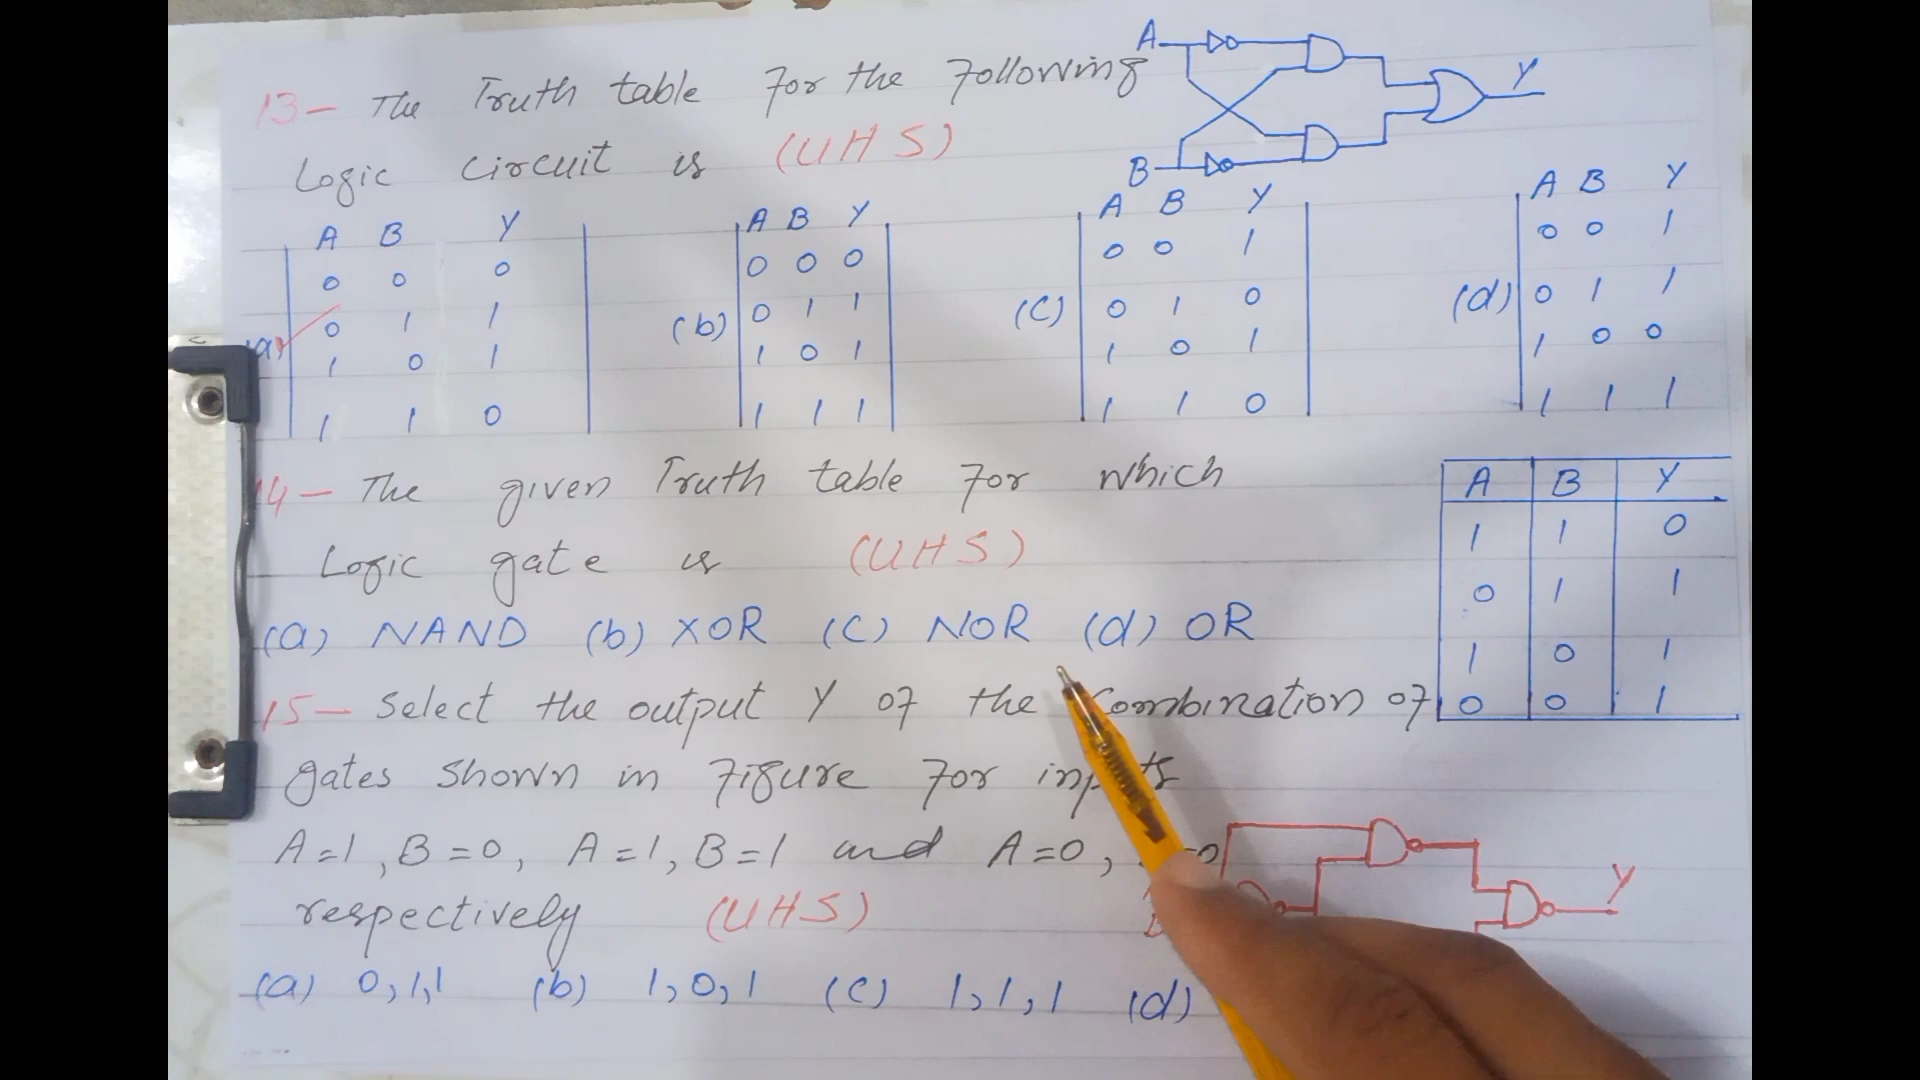 13- The Truth table for the following
Logic circuit is (UHS)
A
B
Y
A B Y
0 0 0
0 1 1
1 0 1
1 1 0
(a)
A B Y
0 0 0
0 1 1
1 0 1
1 1 1
(b)
A B Y
0 0 1
0 1 0
1 0 1
1 1 0
(c)
A B Y
0 0 1
0 1 1
1 0 0
1 1 1
(d)
14- The given Truth table for which
Logic gate is (UHS)
(a) NAND (b) XOR (c) NOR (d) OR
A B Y
1 1 0
0 1 1
1 0 1
0 0 1
15- Select the output Y of the combination of
gates shown in figure for inputs
A=1, B=0, A=1, B=1 and A=0, =0
respectively (UHS)
Y
(a) 0,1,1 (b) 1,0,1 (c) 1,1,1 (d)